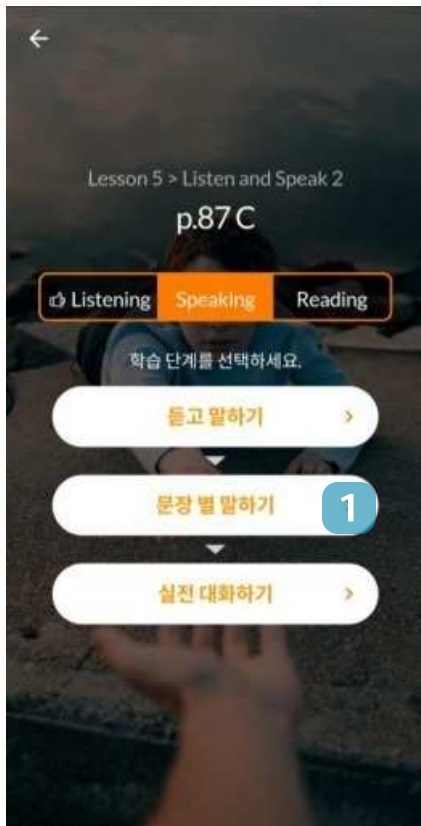 ←
Lesson 5 > Listen and Speak 2
p.87 C
Listening Speaking Reading
학습 단계를 선택하세요.
듣고 말하기 >
문장 별 말하기 1
실전 대화하기 >